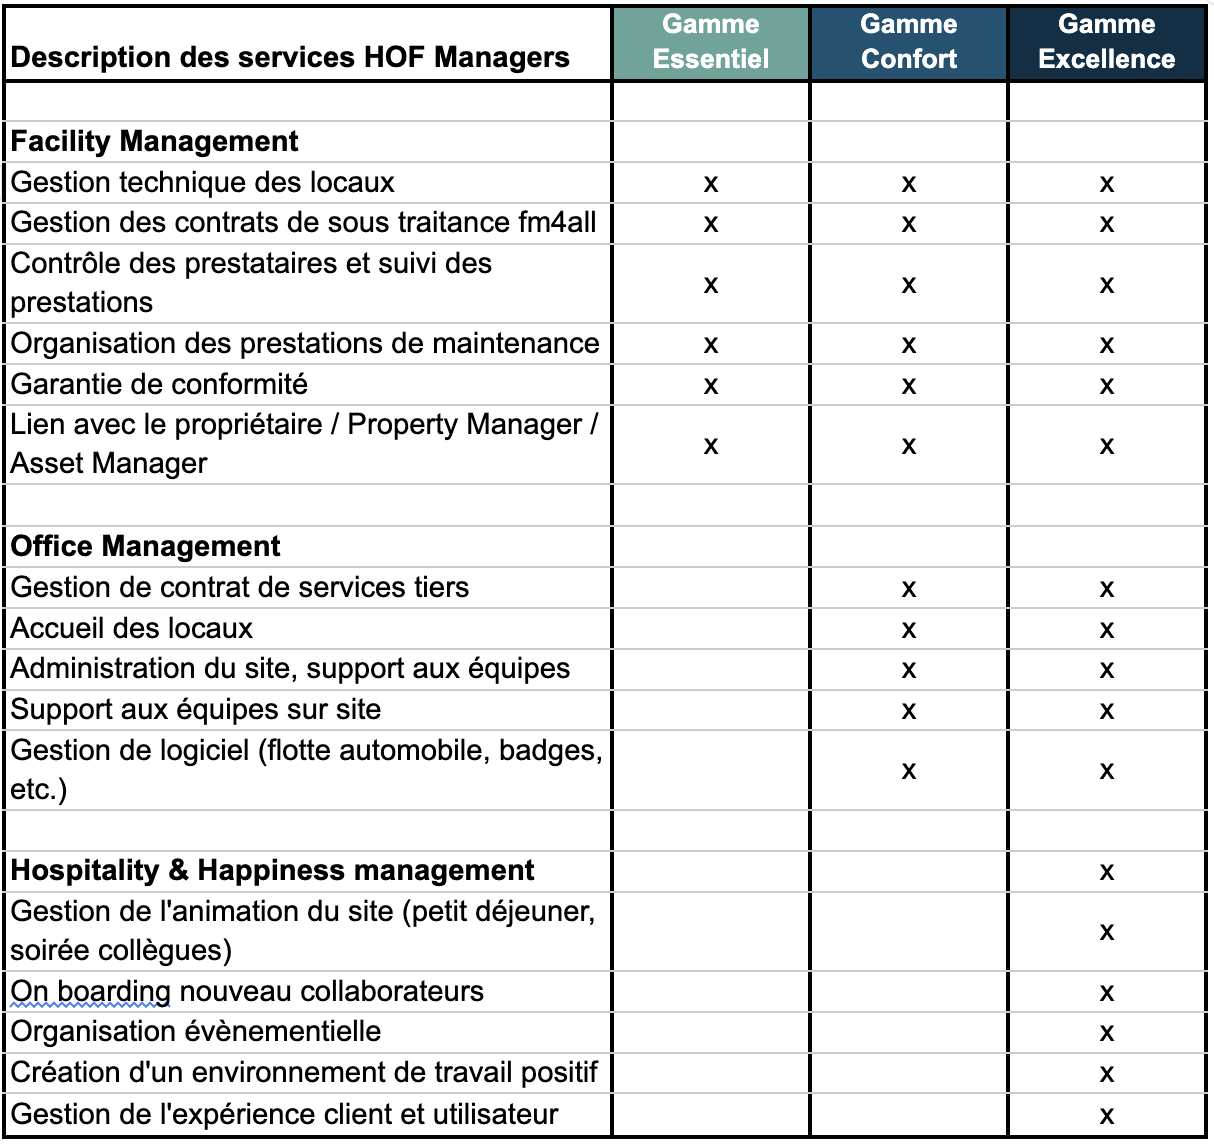 Description des services HOF Managers Gamme Essentiel Gamme Confort Gamme Excellence
Facility Management
Gestion technique des locaux x x x
Gestion des contrats de sous traitance fm4all x x x
Contrôle des prestataires et suivi des
prestations x x x
Organisation des prestations de maintenance x x x
Garantie de conformité x x x
Lien avec le propriétaire / Property Manager /
Asset Manager x x x
Office Management
Gestion de contrat de services tiers x x
Accueil des locaux x x
Administration du site, support aux équipes x x
Support aux équipes sur site x x
Gestion de logiciel (flotte automobile, badges,
etc.) x x
Hospitality & Happiness management x
Gestion de l'animation du site (petit déjeuner,
soirée collègues) x
On boarding nouveau collaborateurs x
Organisation évènementielle x
Création d'un environnement de travail positif x
Gestion de l'expérience client et utilisateur x